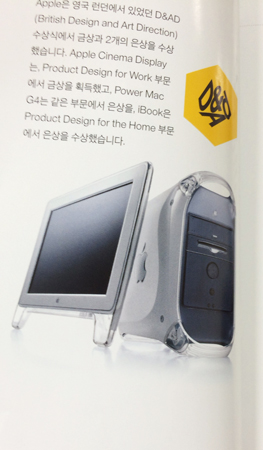 Apple은 영국 런던에서 있었던 D&AD
(British Design and Art Direction)
수상식에서 금상과 2개의 은상을 수상
했습니다. Apple Cinema Display
는, Product Design for Work 부문
에서 금상을 획득했고, Power Mac
G4는 같은 부문에서 은상을, iBook은
Product Design for the Home 부문
에서 은상을 수상했습니다.
D&AD